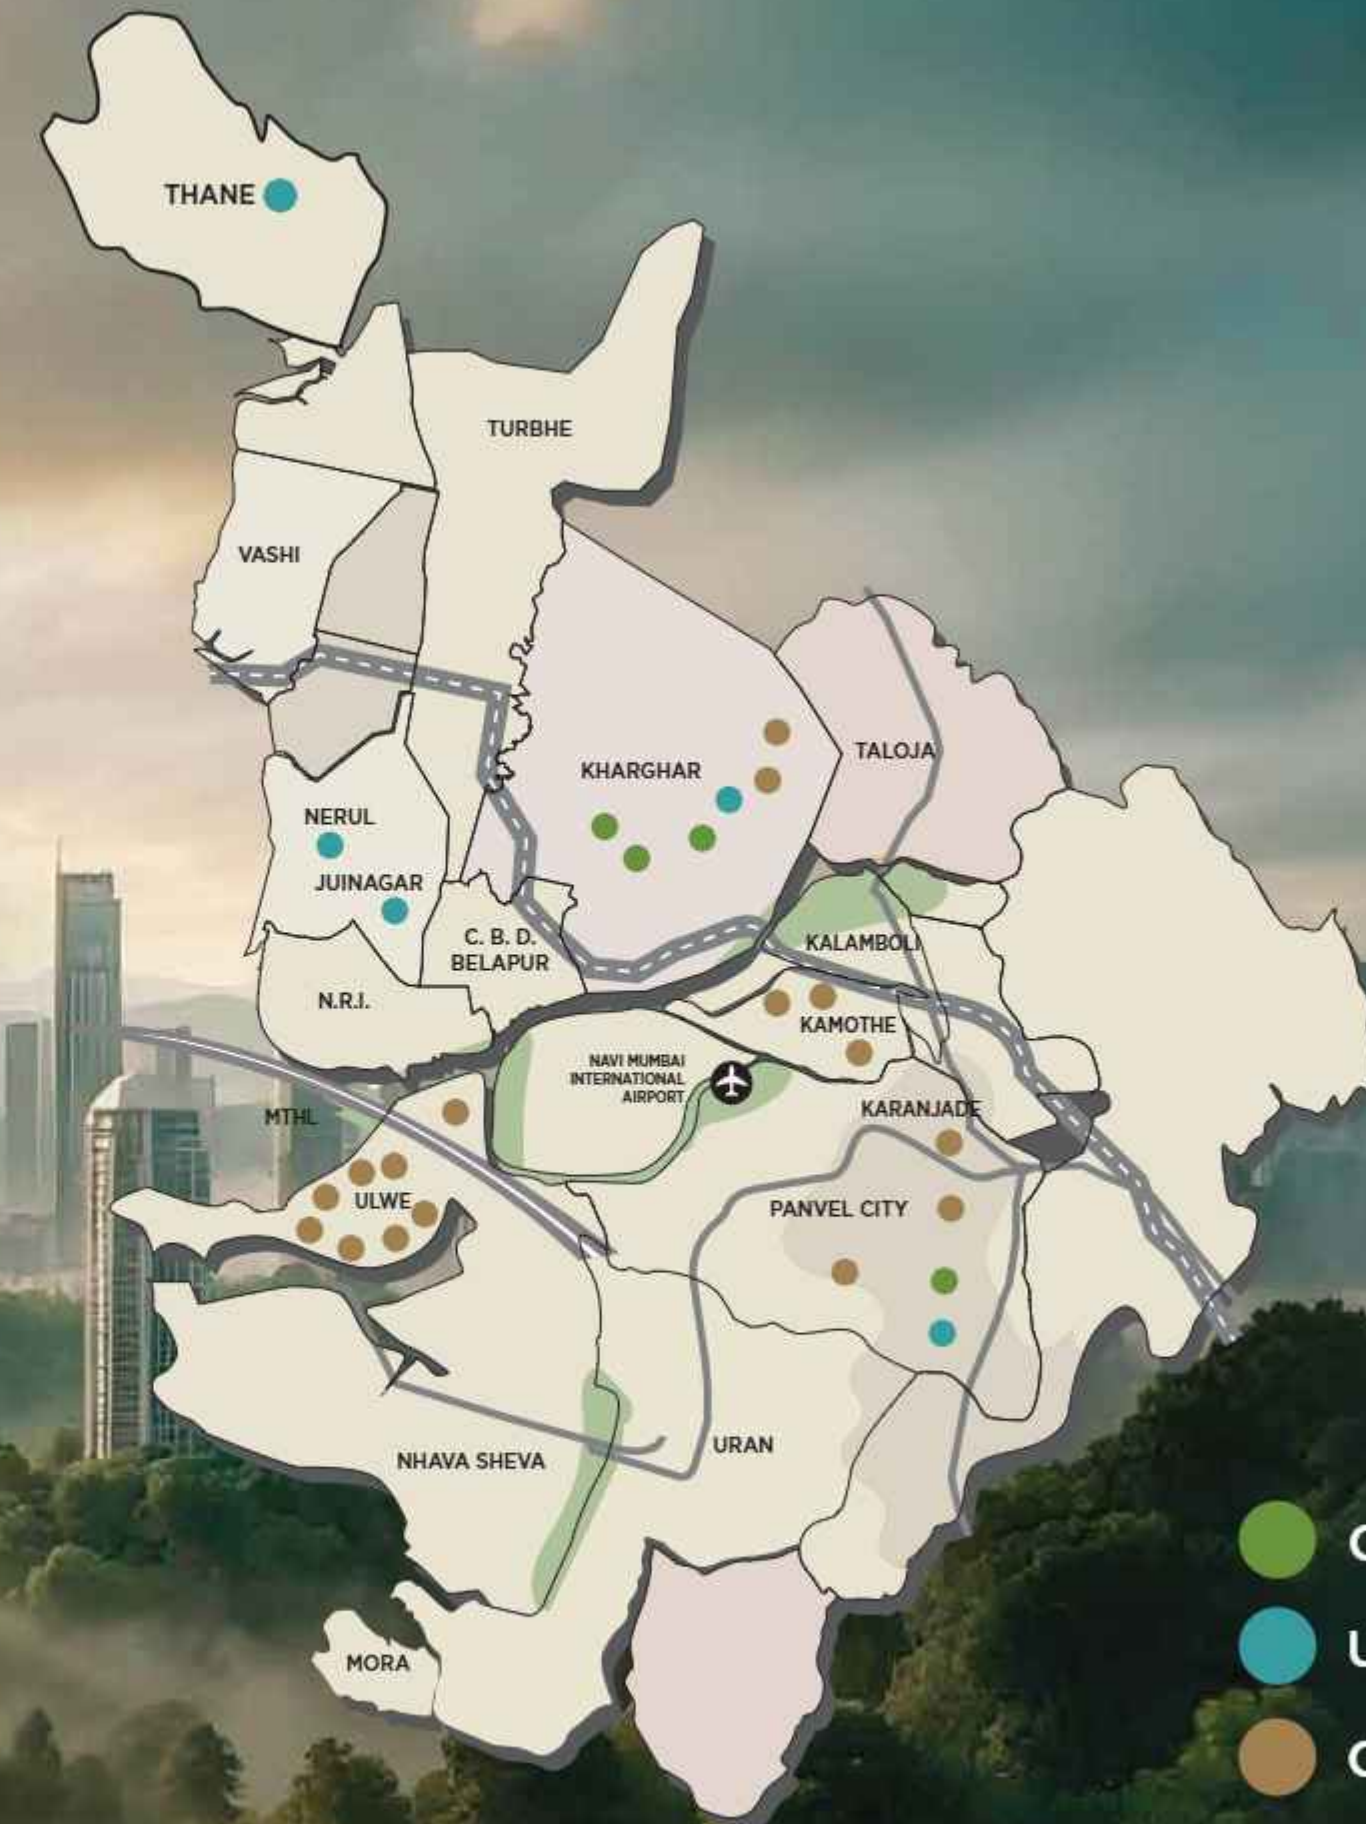 THANE
TURBHE
VASHI
KHARGHAR
TALOJA
NERUL
JUINAGAR
C. B. D.
BELAPUR
KALAMBOLI
N.R.I.
KAMOTHE
NAVI MUMBAI
INTERNATIONAL
AIRPORT
MTHL
KARANJADE
ULWE
PANVEL CITY
URAN
NHAVA SHEVA
MORA